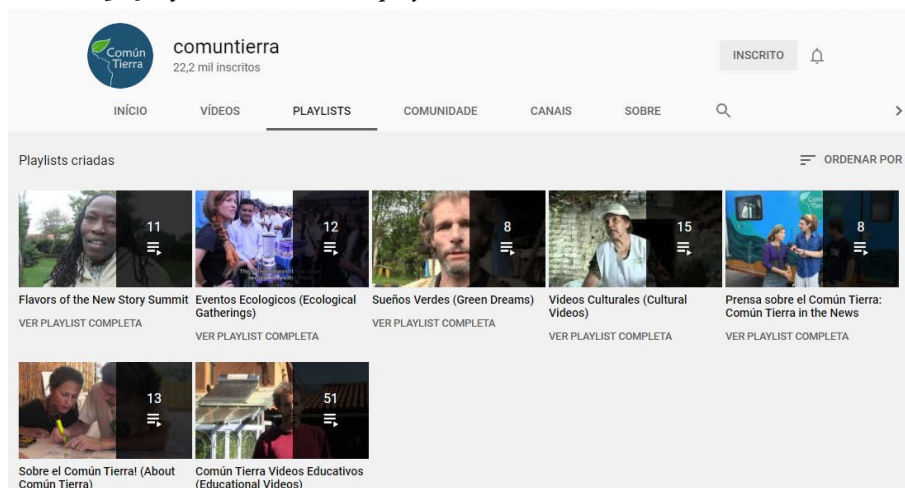 Común
Tierra
comuntierra
22,2 mil inscritos
INSCRITO
INÍCIO VÍDEOS PLAYLISTS COMUNIDADE CANAIS SOBRE
Playlists criadas
ORDENAR POR
11
12
8
15
8
Flavors of the New Story Summit
VER PLAYLIST COMPLETA
Eventos Ecologicos (Ecological
Gatherings)
VER PLAYLIST COMPLETA
Sueños Verdes (Green Dreams)
VER PLAYLIST COMPLETA
Videos Culturales (Cultural
Videos)
VER PLAYLIST COMPLETA
Prensa sobre el Común Tierra:
Común Tierra in the News
VER PLAYLIST COMPLETA
13
51
Sobre el Común Tierra! (About
Común Tierra)
Común Tierra Videos Educativos
(Educational Videos)